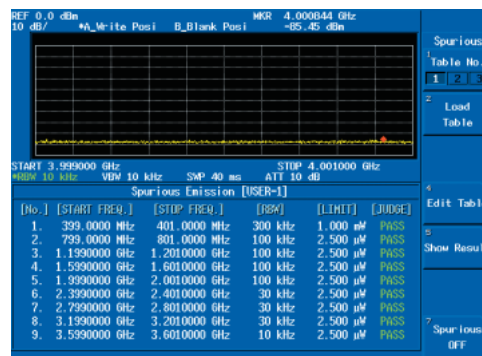 REF 0.0 dBm MKR 4.000844 GHz
10 dB/ *A_Write Posi B_Blank Posi -85.45 dBm
START 3.999000 GHz STOP 4.001000 GHz
*RBW 10 kHz VBW 10 kHz SWP 40 ms ATT 10 dB
Spurious Emission [USER-1]
[No.] [START FREQ.] [STOP FREQ.] [RBW] [LIMIT] [JUDGE]
1. 399.0000 MHz 401.0000 MHz 300 kHz 1.000 mW PASS
2. 799.0000 MHz 801.0000 MHz 100 kHz 2.500 µW PASS
3. 1.1990000 GHz 1.2010000 GHz 100 kHz 2.500 µW PASS
4. 1.5990000 GHz 1.6010000 GHz 100 kHz 2.500 µW PASS
5. 1.9990000 GHz 2.0010000 GHz 100 kHz 2.500 µW PASS
6. 2.3990000 GHz 2.4010000 GHz 30 kHz 2.500 µW PASS
7. 2.7990000 GHz 2.8010000 GHz 30 kHz 2.500 µW PASS
8. 3.1990000 GHz 3.2010000 GHz 30 kHz 2.500 µW PASS
9. 3.5990000 GHz 3.6010000 GHz 10 kHz 2.500 µW PASS
Spurious
1 Table No.
1 2 3
2 Load
Table
4
Edit Tabl
5
Show Resul
7 Spurious
OFF